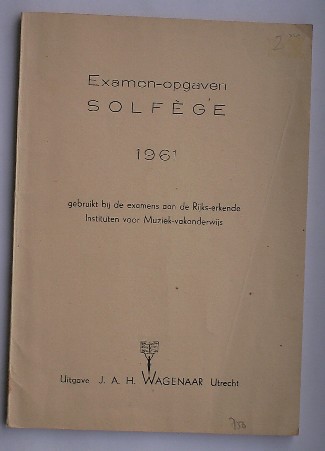 Examen-opgaven
SOLFÈGE
1961
gebruikt bij de examens aan de Rijks-erkende
Instituten voor Muziek-vakonderwijs
Uitgave J. A. H. WAGENAAR Utrecht
750